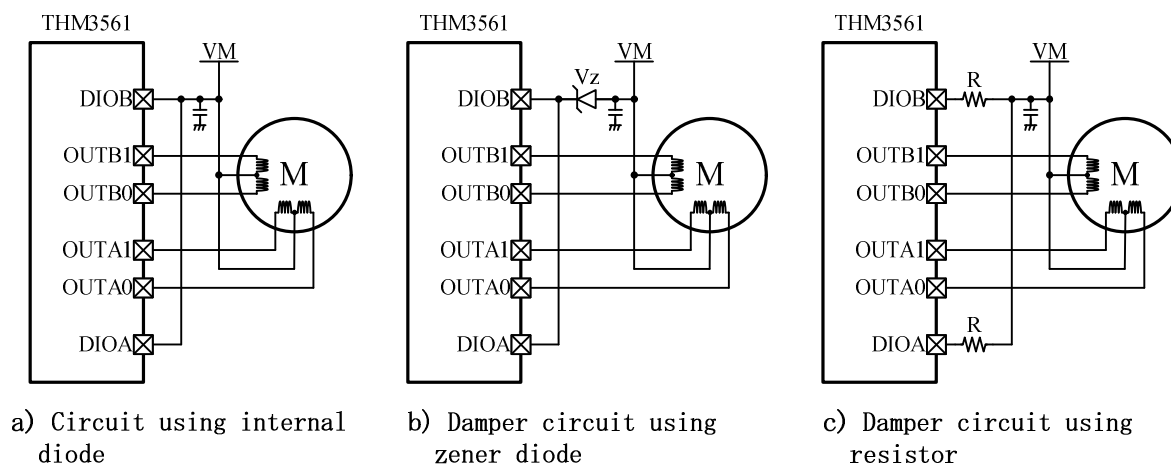 THM3561
VM
DIOB
OUTB1
OUTB0
M
OUTA1
OUTA0
DIOA
a) Circuit using internal
diode
THM3561
VM
Vz
DIOB
OUTB1
OUTB0
M
OUTA1
OUTA0
DIOA
b) Damper circuit using
zener diode
THM3561
VM
R
DIOB
OUTB1
OUTB0
M
OUTA1
OUTA0
R
DIOA
c) Damper circuit using
resistor